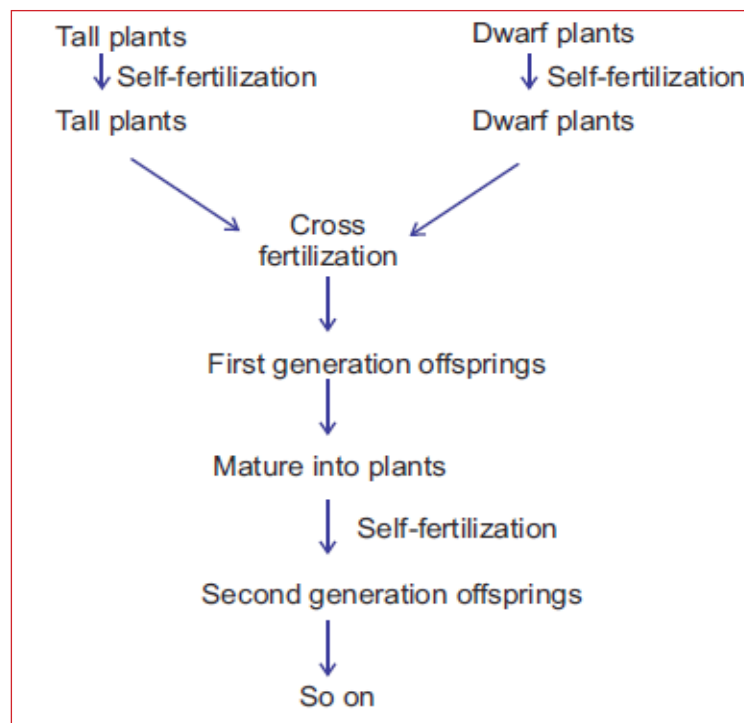 Tall plants
Dwarf plants
Self-fertilization
Self-fertilization
Tall plants
Dwarf plants
Cross
fertilization
First generation offsprings
Mature into plants
Self-fertilization
Second generation offsprings
So on